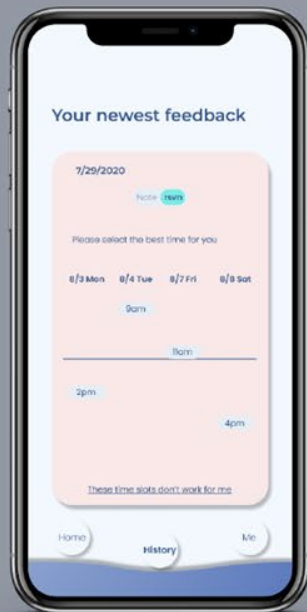 Your newest feedback
7/29/2020
Note rsvn
Please select the best time for you
8/3 Mon 8/4 Tue 8/7 Fri 8/8 Sat
9am
11am
2pm
4pm
These time slots don't work for me
Home History Me